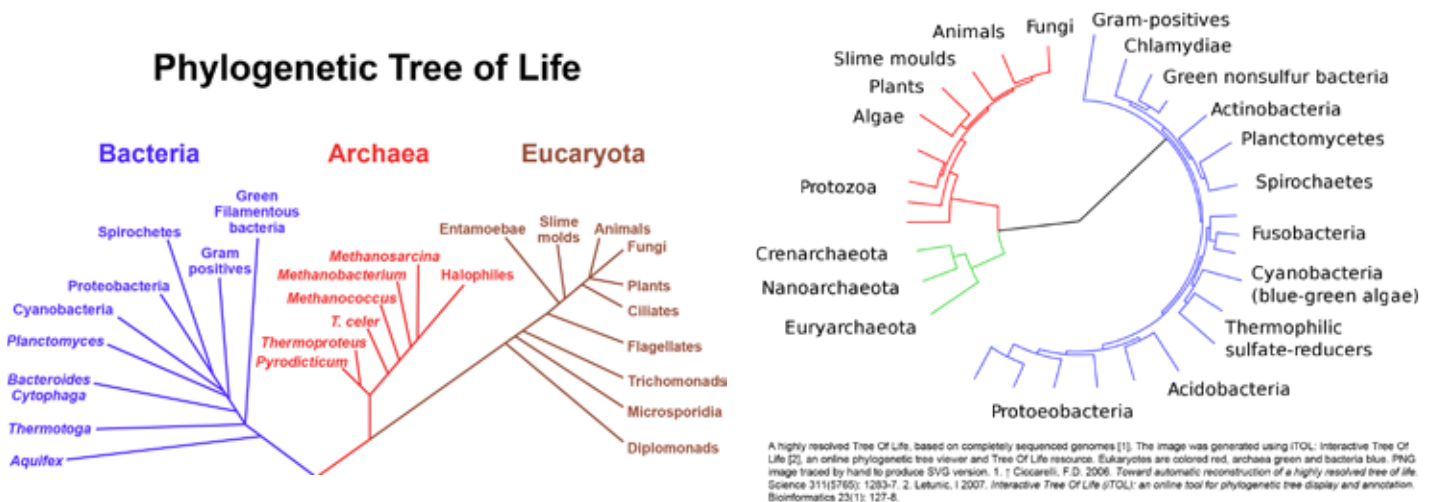 Phylogenetic Tree of Life
Bacteria
Archaea
Eucaryota
Green
Filamentous
bacteria
Spirochetes
Gram
positives
Proteobacteria
Cyanobacteria
Planctomyces
Bacteroides
Cytophaga
Thermotoga
Aquifex
Methanosarcina
Methanobacterium
Halophiles
Methanococcus
T. celer
Thermoproteus
Pyrodicticum
Entamoebae
Slime
molds
Animals
Fungi
Plants
Ciliates
Flagellates
Trichomonads
Microsporidia
Diplomonads
Fungi
Animals
Slime moulds
Plants
Algae
Protozoa
Crenarchaeota
Nanoarchaeota
Euryarchaeota
Gram-positives
Chlamydiae
Green nonsulfur bacteria
Actinobacteria
Planctomycetes
Spirochaetes
Fusobacteria
Cyanobacteria
(blue-green algae)
Thermophilic
sulfate-reducers
Acidobacteria
Protoeobacteria
A highly resolved Tree Of Life, based on completely sequenced genomes [1]. The image was generated using iTOL: Interactive Tree Of
Life [2], an online phylogenetic tree viewer and Tree Of Life resource. Eukaryotes are colored red, archaea green and bacteria blue. PNG
image traced by hand to produce SVG version. 1. ↑ Ciccarelli, F.D. 2006. Toward automatic reconstruction of a highly resolved tree of life.
Science 311(5765): 1283-7. 2. Letunic, I 2007. Interactive Tree Of Life (iTOL): an online tool for phylogenetic tree display and annotation.
Bioinformatics 23(1): 127-8.